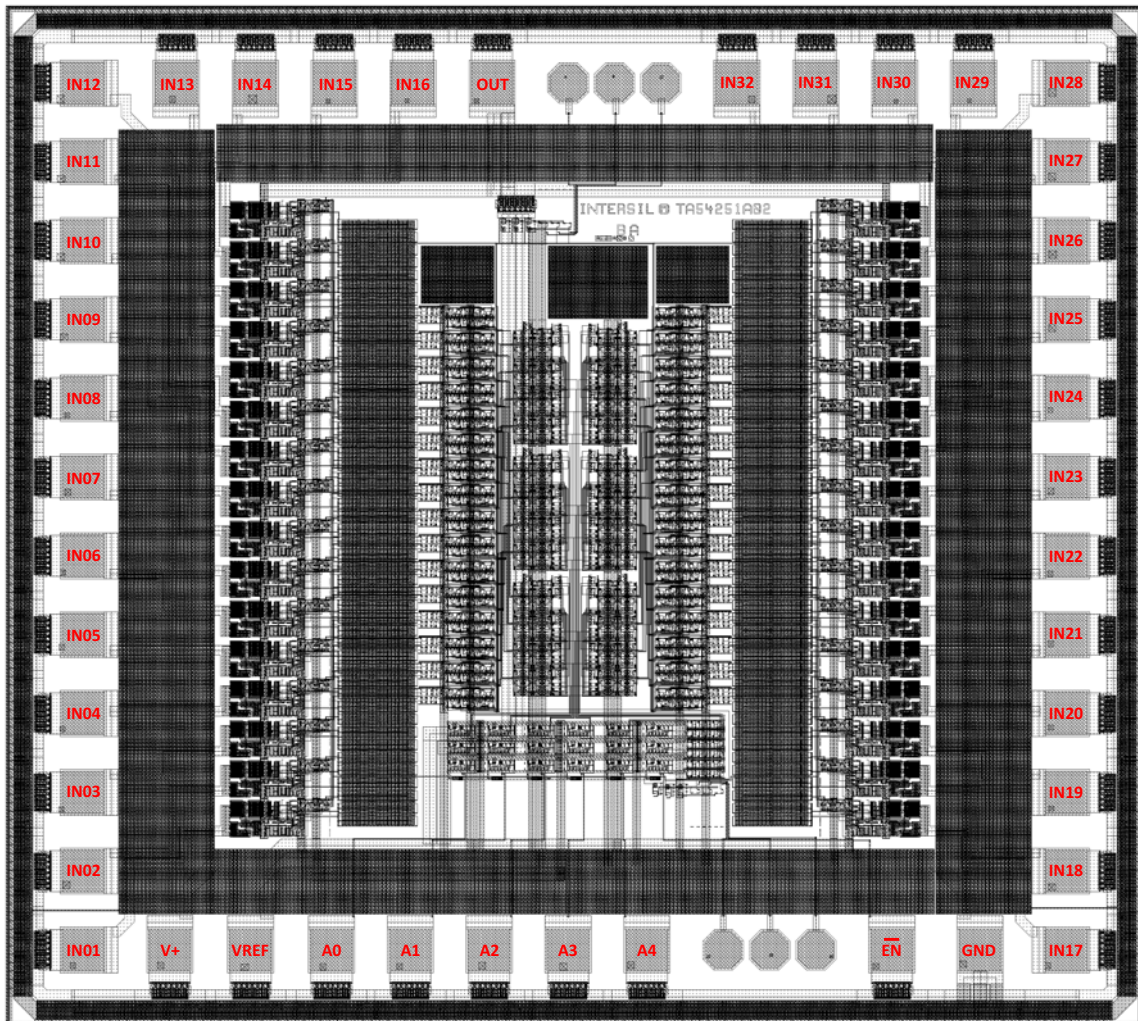 IN12 IN13 IN14 IN15 IN16 OUT IN32 IN31 IN30 IN29 IN28
IN11 IN27
INTERSIL © TA54251A02
BA
IN10 IN26
IN09 IN25
IN08 IN24
IN07 IN23
IN06 IN22
IN05 IN21
IN04 IN20
IN03 IN19
IN02 IN18
IN01 V+ VREF A0 A1 A2 A3 A4 EN GND IN17